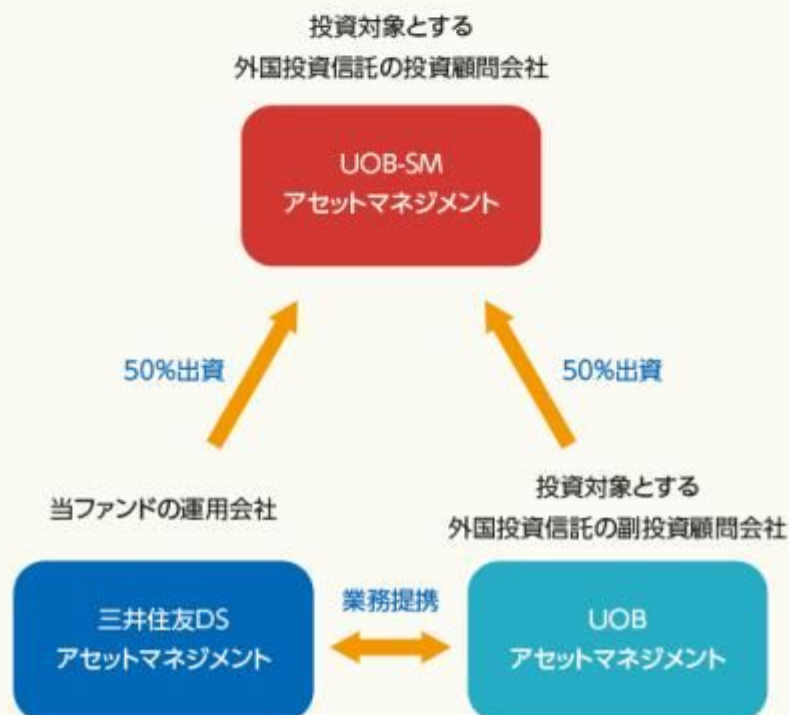 投資対象とする
外国投資信託の投資顧問会社
UOB-SM
アセットマネジメント
50%出資
50%出資
当ファンドの運用会社
投資対象とする
外国投資信託の副投資顧問会社
三井住友DS
アセットマネジメント
業務提携
UOB
アセットマネジメント